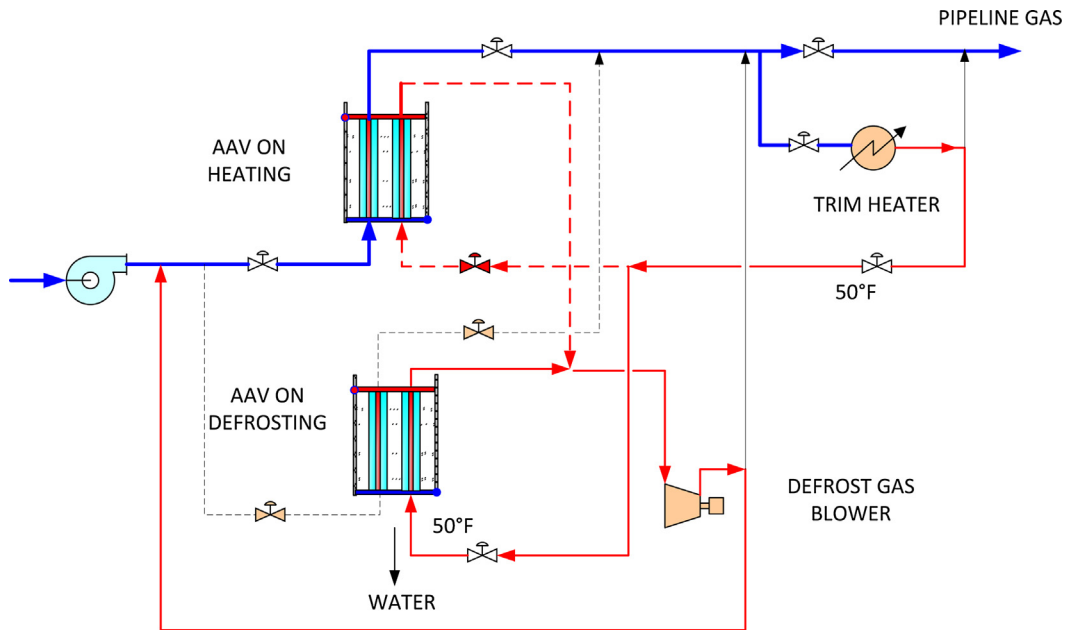 PIPELINE GAS
AAV ON
HEATING
TRIM HEATER
50°F
AAV ON
DEFROSTING
DEFROST GAS
BLOWER
50°F
WATER